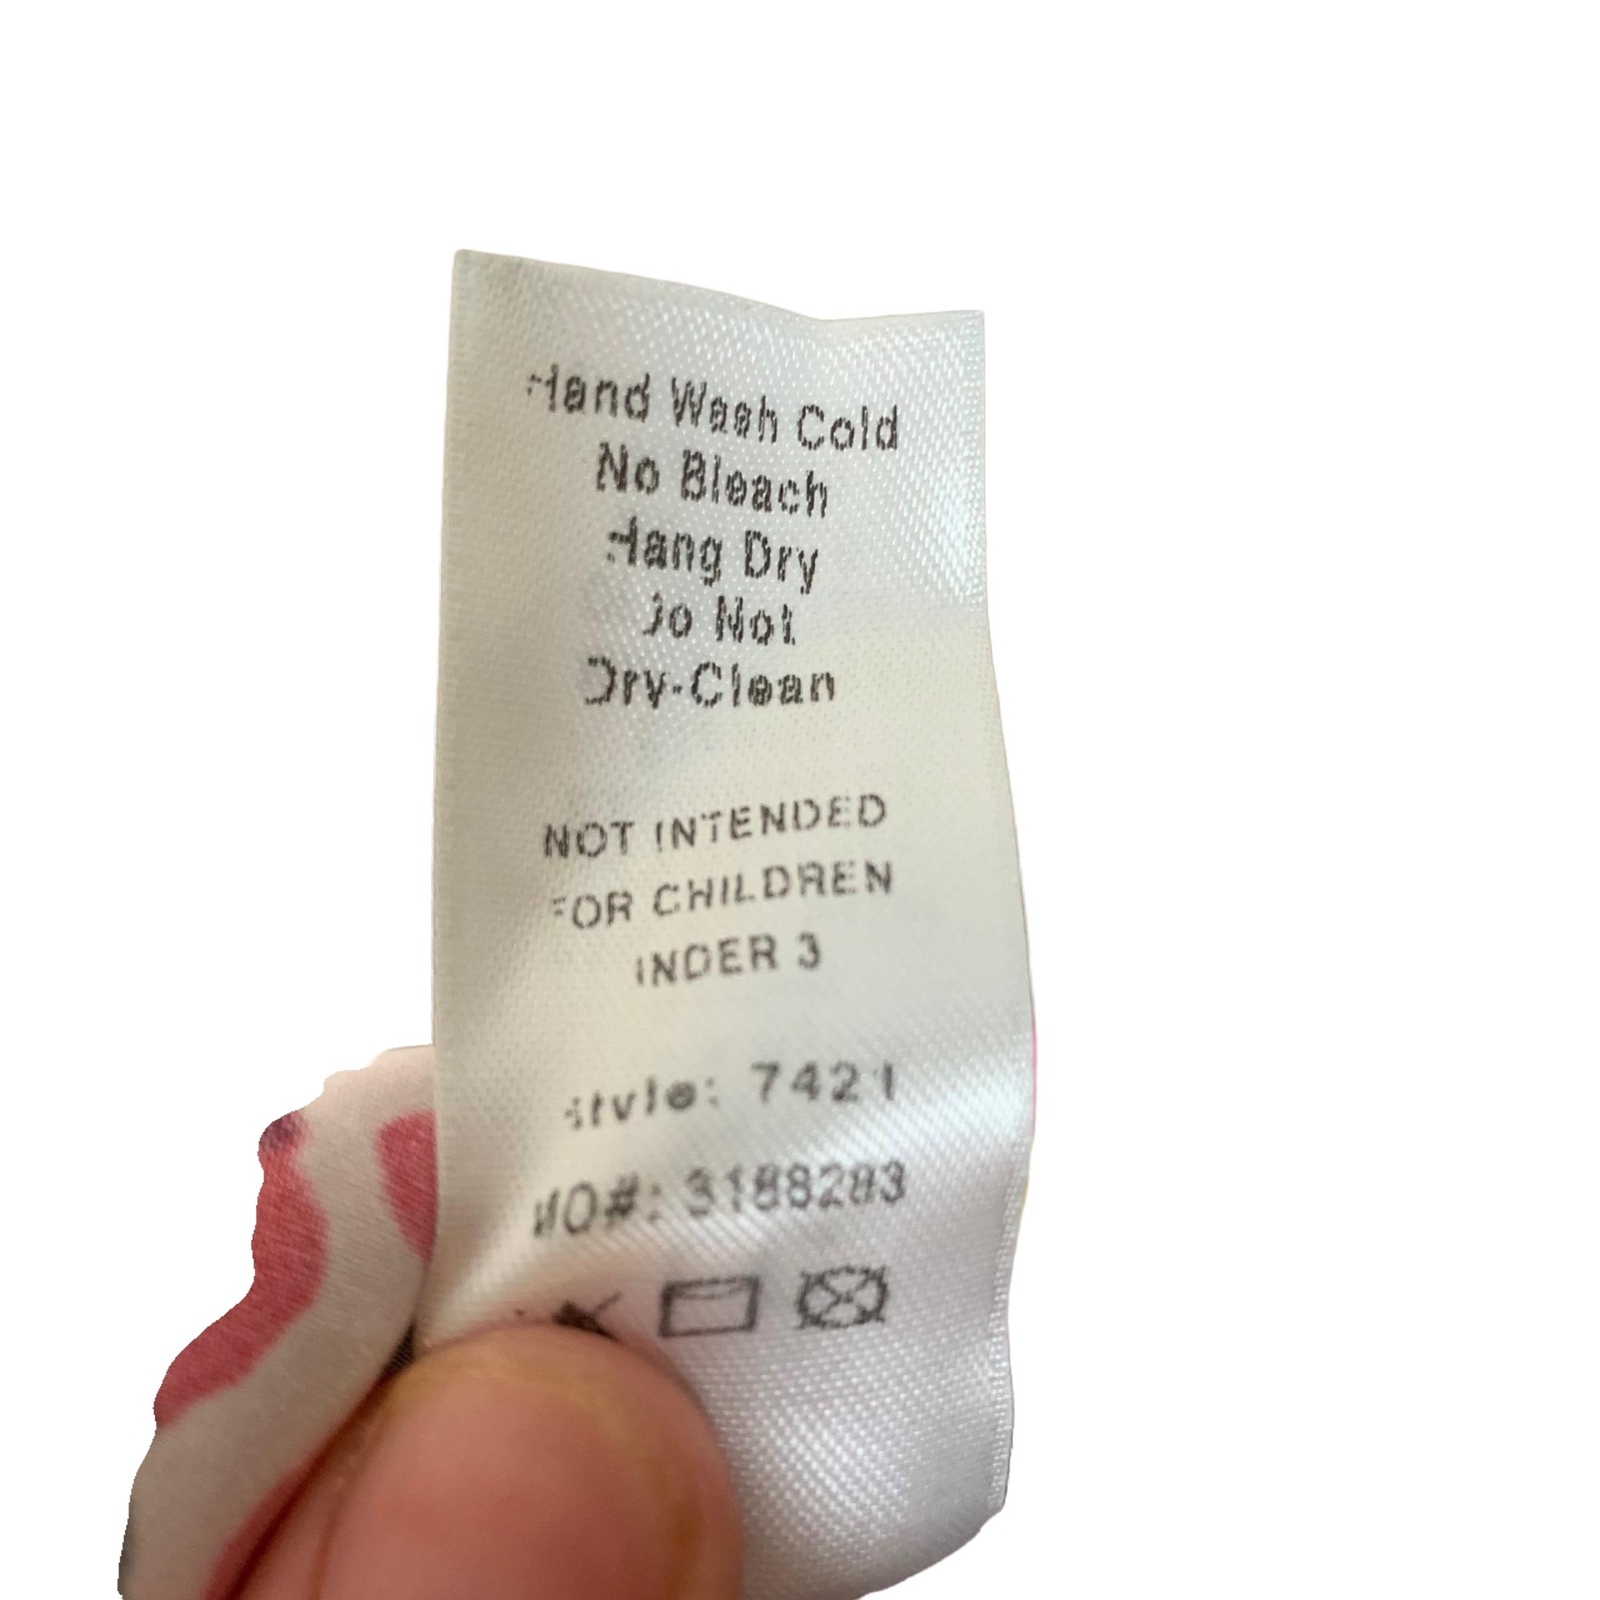 Hand Wash Cold
No Bleach
Hang Dry
Do Not
Dry-Clean
NOT INTENDED
FOR CHILDREN
UNDER 3
Style: 7421
MO#: 3188283